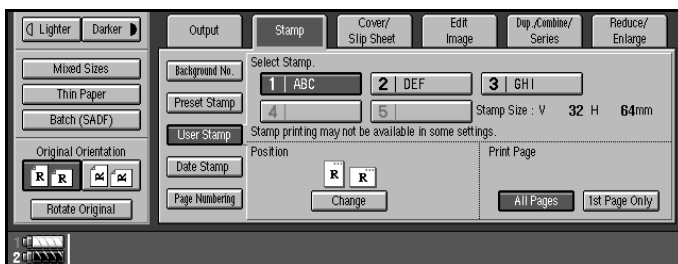 Lighter Darker
Mixed Sizes
Thin Paper
Batch (SADF)
Original Orientation
R R R R
Rotate Original
Output
Stamp
Cover/
Slip Sheet
Edit
Image
Dup./Combine/
Series
Reduce/
Enlarge
Background No.
Preset Stamp
User Stamp
Date Stamp
Page Numbering
Select Stamp.
1 ABC 2 DEF 3 GHI
4 5 Stamp Size : V 32 H 64mm
Stamp printing may not be available in some settings.
Position
R R
Change
Print Page
All Pages 1st Page Only
1
2